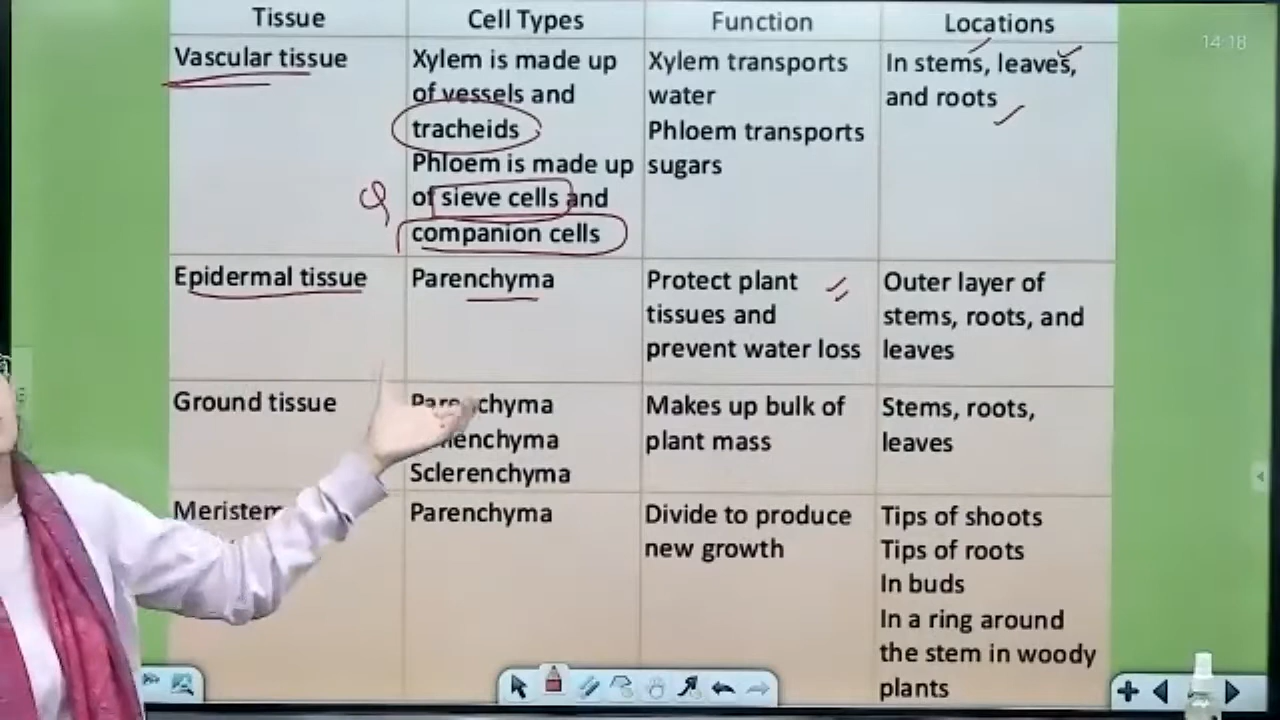 Tissue
Cell Types
Function
Locations
Vascular tissue
Xylem is made up
of vessels and
tracheids
Phloem is made up
of sieve cells and
companion cells
Xylem transports
water
Phloem transports
sugars
In stems, leaves,
and roots
Epidermal tissue
Parenchyma
Protect plant
tissues and
prevent water loss
Outer layer of
stems, roots, and
leaves
Ground tissue
Parenchyma
Sclerenchyma
Makes up bulk of
plant mass
Stems, roots,
leaves
Parenchyma
Divide to produce
new growth
Tips of shoots
Tips of roots
In buds
In a ring around
the stem in woody
plants
14:18